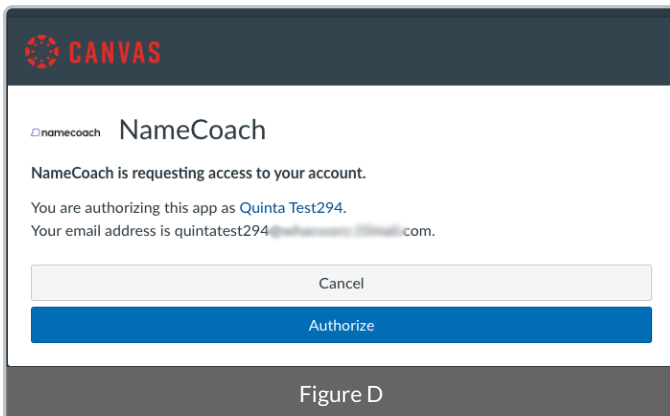 CANVAS
namecoach NameCoach
NameCoach is requesting access to your account.
You are authorizing this app as Quinta Test294.
Your email address is quintatest294 com.
Cancel
Authorize
Figure D